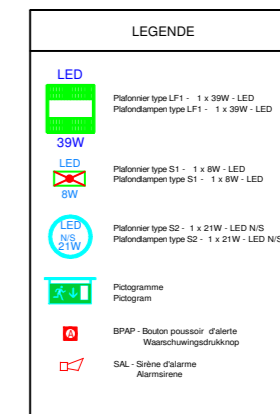 LEGENDE
LED
Plafonnier type LF1 - 1 x 39W - LED
Plafondlampen type LF1 - 1 x 39W - LED
39W
LED
Plafonnier type S1 - 1 x 8W - LED
Plafondlampen type S1 - 1 x 8W - LED
8W
LED
N/S
21W
Plafonnier type S2 - 1 x 21W - LED N/S
Plafondlampen type S2 - 1 x 21W - LED N/S
Pictogramme
Pictogram
A
BPAP - Bouton poussoir d'alerte
Waarschuwingsdrukknop
SAL - Sirène d'alarme
Alarmsirene